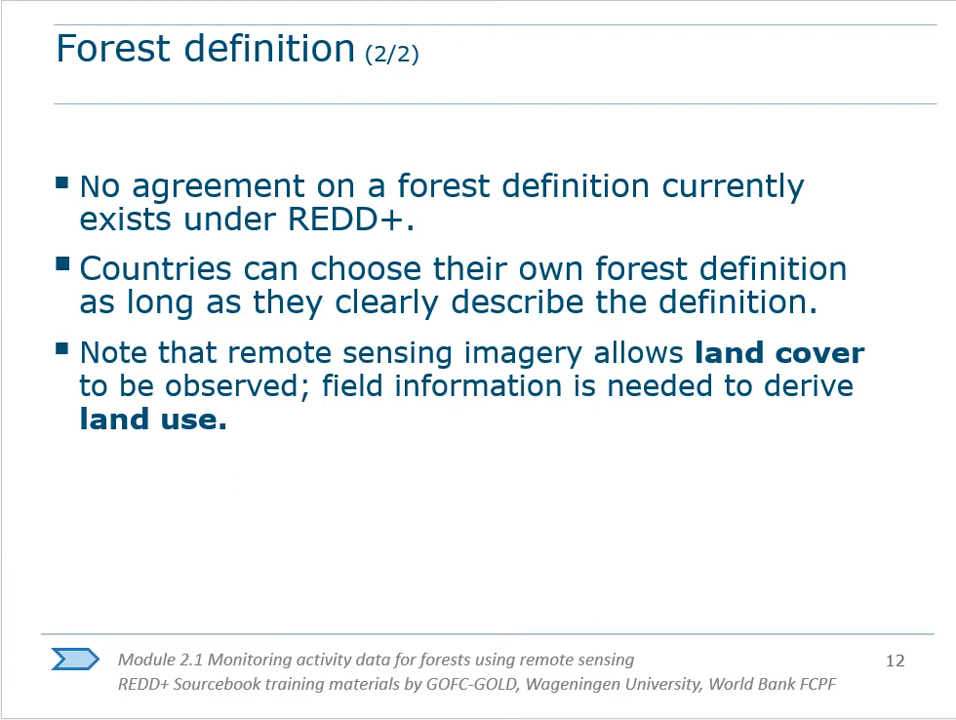 Forest definition (2/2)
▪ No agreement on a forest definition currently
exists under REDD+.
▪ Countries can choose their own forest definition
as long as they clearly describe the definition.
▪ Note that remote sensing imagery allows land cover
to be observed; field information is needed to derive
land use.
Module 2.1 Monitoring activity data for forests using remote sensing
REDD+ Sourcebook training materials by GOFC-GOLD, Wageningen University, World Bank FCPF
12